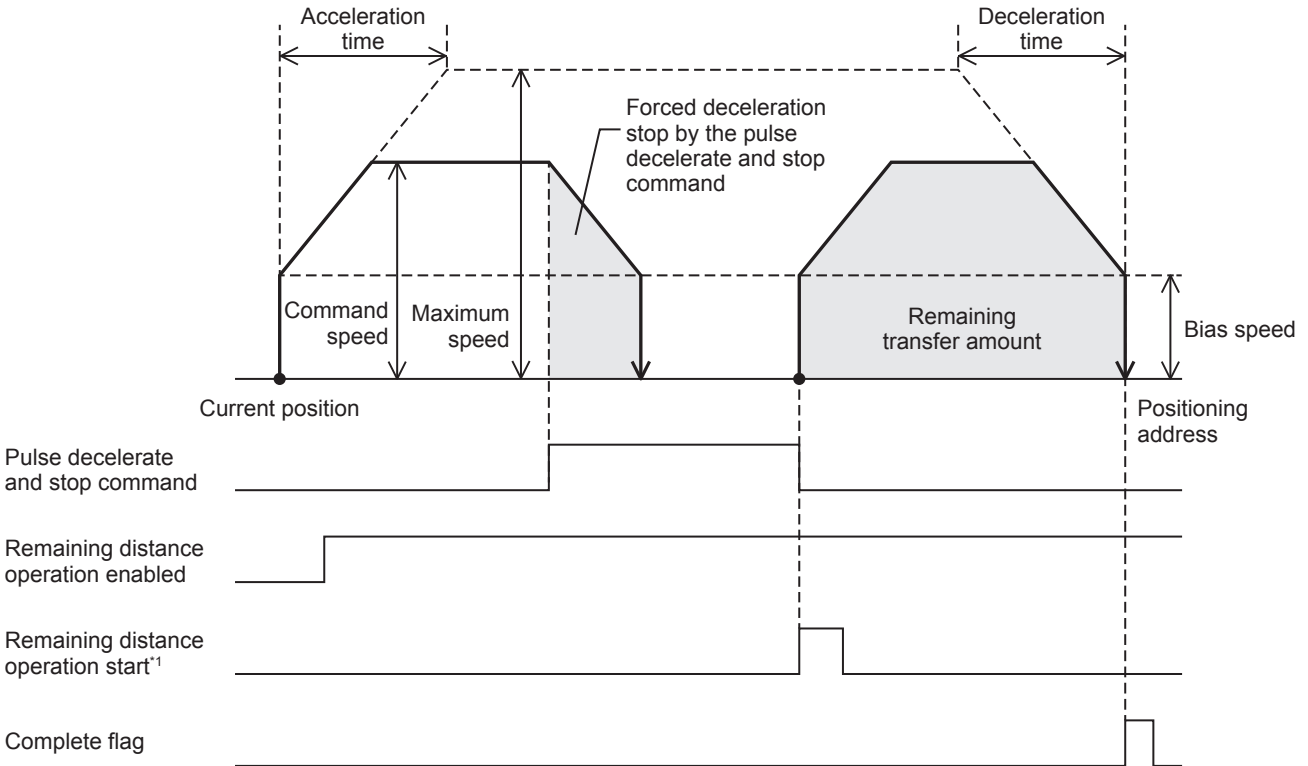 Acceleration
time
Deceleration
time
Forced deceleration
stop by the pulse
decelerate and stop
command
Command
speed
Maximum
speed
Remaining
transfer amount
Bias speed
Current position
Positioning
address
Pulse decelerate
and stop command
Remaining distance
operation enabled
Remaining distance
operation start*1
Complete flag